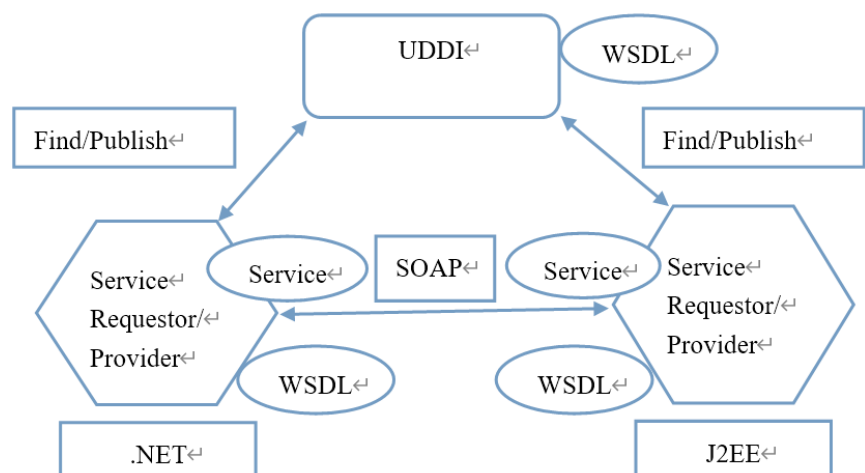 UDDI
WSDL
Find/Publish
Find/Publish
Service
Requestor/
Provider
Service
SOAP
Service
Service
Requestor/
Provider
WSDL
WSDL
.NET
J2EE